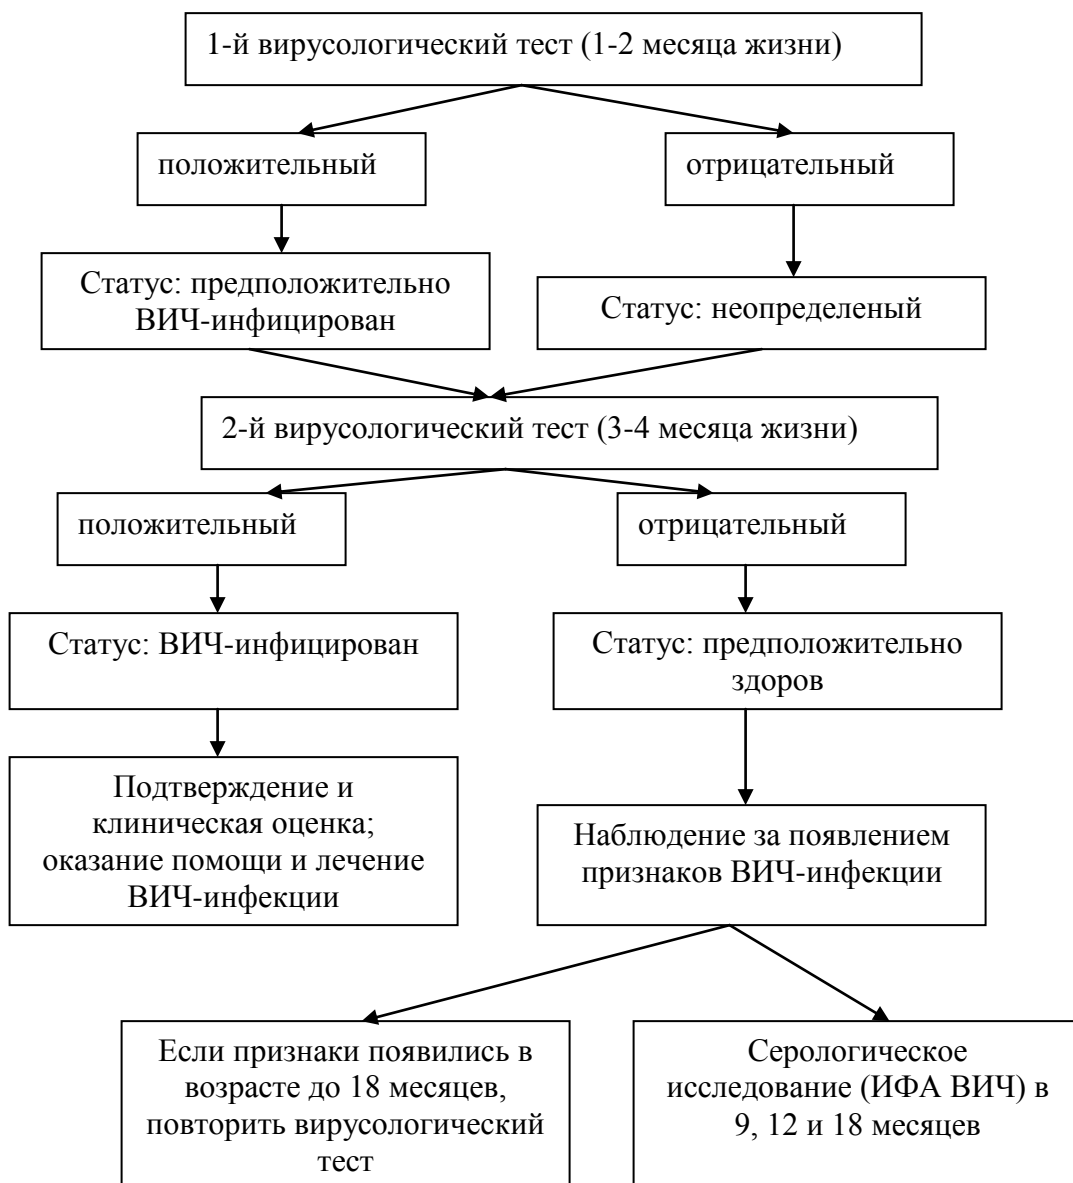 1-й вирусологический тест (1-2 месяца жизни)
положительный
отрицательный
Статус: предположительно
ВИЧ-инфицирован
Статус: неопределеный
2-й вирусологический тест (3-4 месяца жизни)
положительный
отрицательный
Статус: ВИЧ-инфицирован
Статус: предположительно
здоров
Подтверждение и
клиническая оценка;
оказание помощи и лечение
ВИЧ-инфекции
Наблюдение за появлением
признаков ВИЧ-инфекции
Если признаки появились в
возрасте до 18 месяцев,
повторить вирусологический
тест
Серологическое
исследование (ИФА ВИЧ) в
9, 12 и 18 месяцев